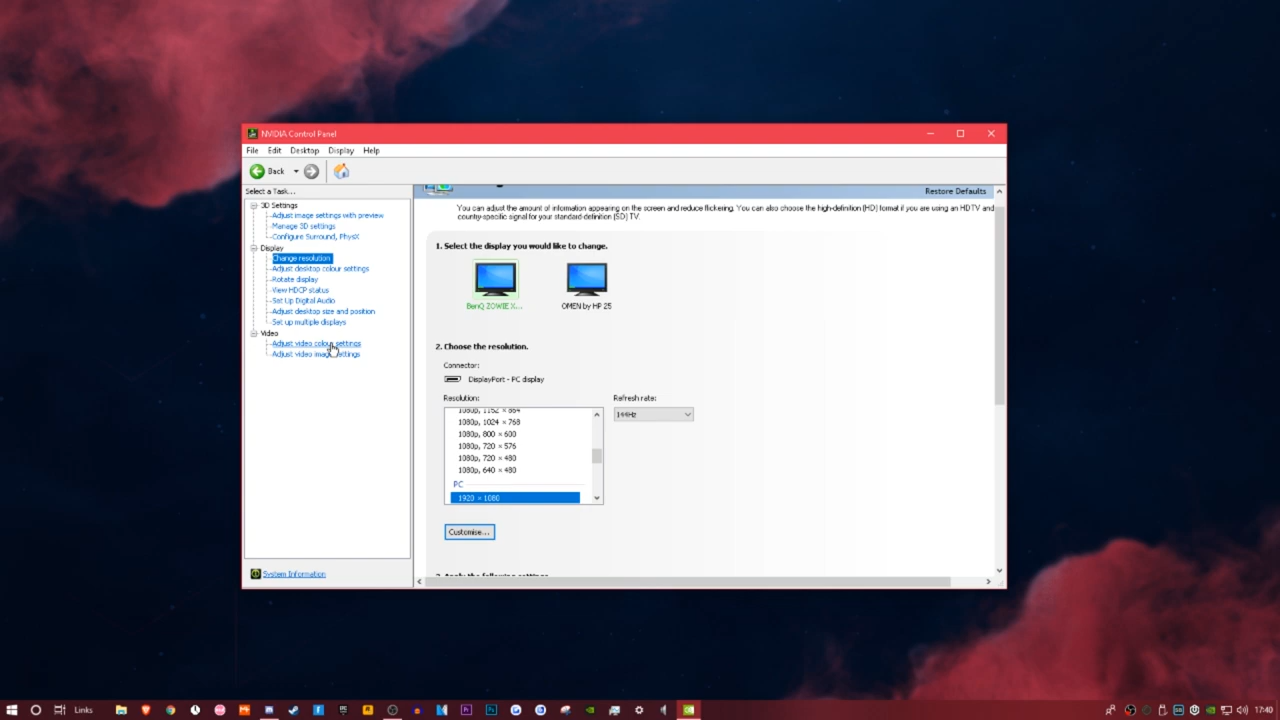 NVIDIA Control Panel
File Edit Desktop Display Help
Back
Select a Task...
3D Settings
Adjust image settings with preview
Manage 3D settings
Configure Surround, PhysX
Display
Change resolution
Adjust desktop colour settings
Rotate display
View HDCP status
Set Up Digital Audio
Adjust desktop size and position
Set up multiple displays
Video
Adjust video colour settings
Adjust video image settings
System Information
Restore Defaults
You can adjust the amount of information appearing on the screen and reduce flickering. You can also choose the high-definition (HD) format if you are using an HDTV and
country-specific signal for your standard-definition (SD) TV.
1. Select the display you would like to change.
BenQ ZOWIE X...
OMEN by HP 25
2. Choose the resolution.
Connector:
DisplayPort - PC display
Resolution:
Refresh rate:
144Hz
1080p, 1152 × 864
1080p, 1024 × 768
1080p, 800 × 600
1080p, 720 × 576
1080p, 720 × 480
1080p, 640 × 480
PC
1920 × 1080
Customise...
3. Apply the following settings.
Links
17:40